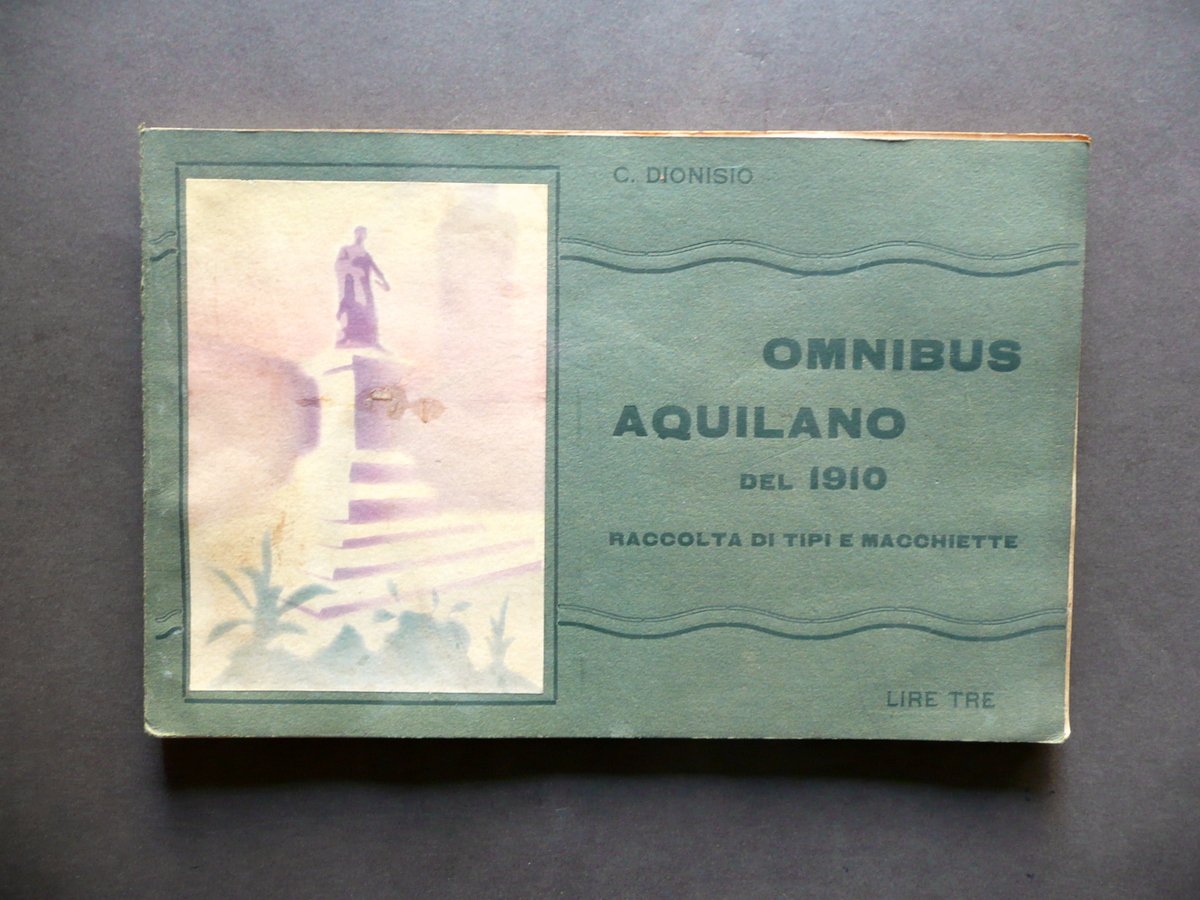 C. DIONISIO
OMNIBUS
AQUILANO
DEL 1910
RACCOLTA DI TIPI E MACCHIETTE
LIRE TRE